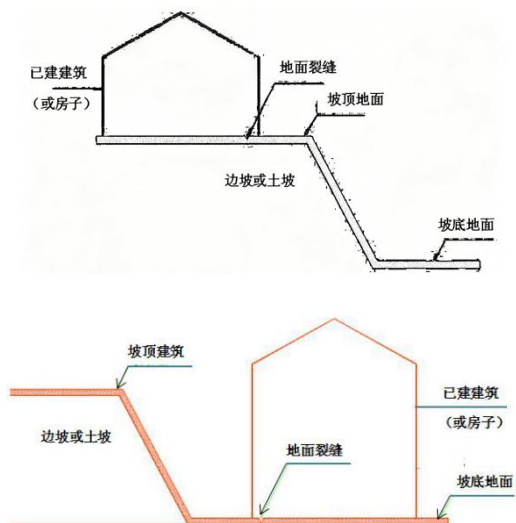 已建建筑
（或房子）
地面裂缝
坡顶地面
边坡或土坡
坡底地面
坡顶建筑
边坡或土坡
已建建筑
（或房子）
地面裂缝
坡底地面